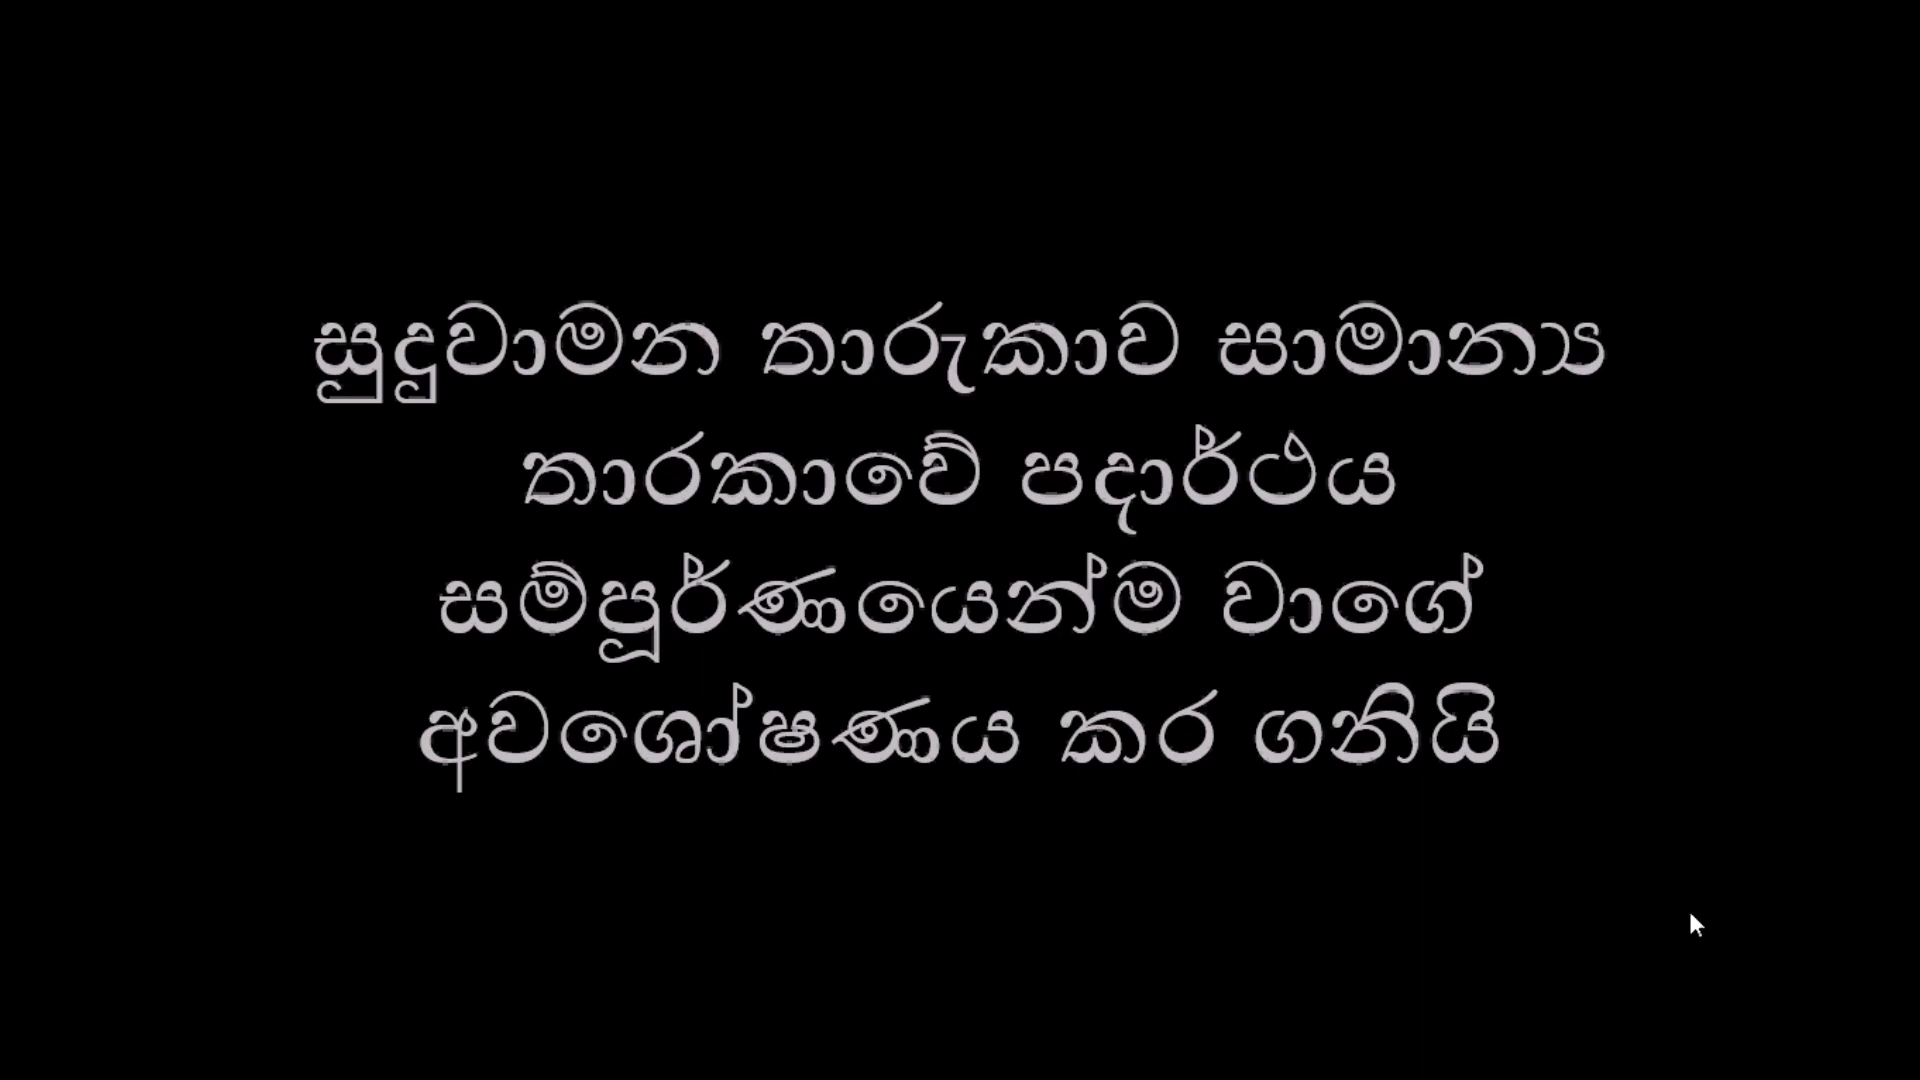 සුදුවාමන තාරුකාව සාමාන්‍ය
තාරකාවේ පදාර්ථය
සම්පූර්ණයෙන්ම වාගේ
අවශෝෂණය කර ගනියි